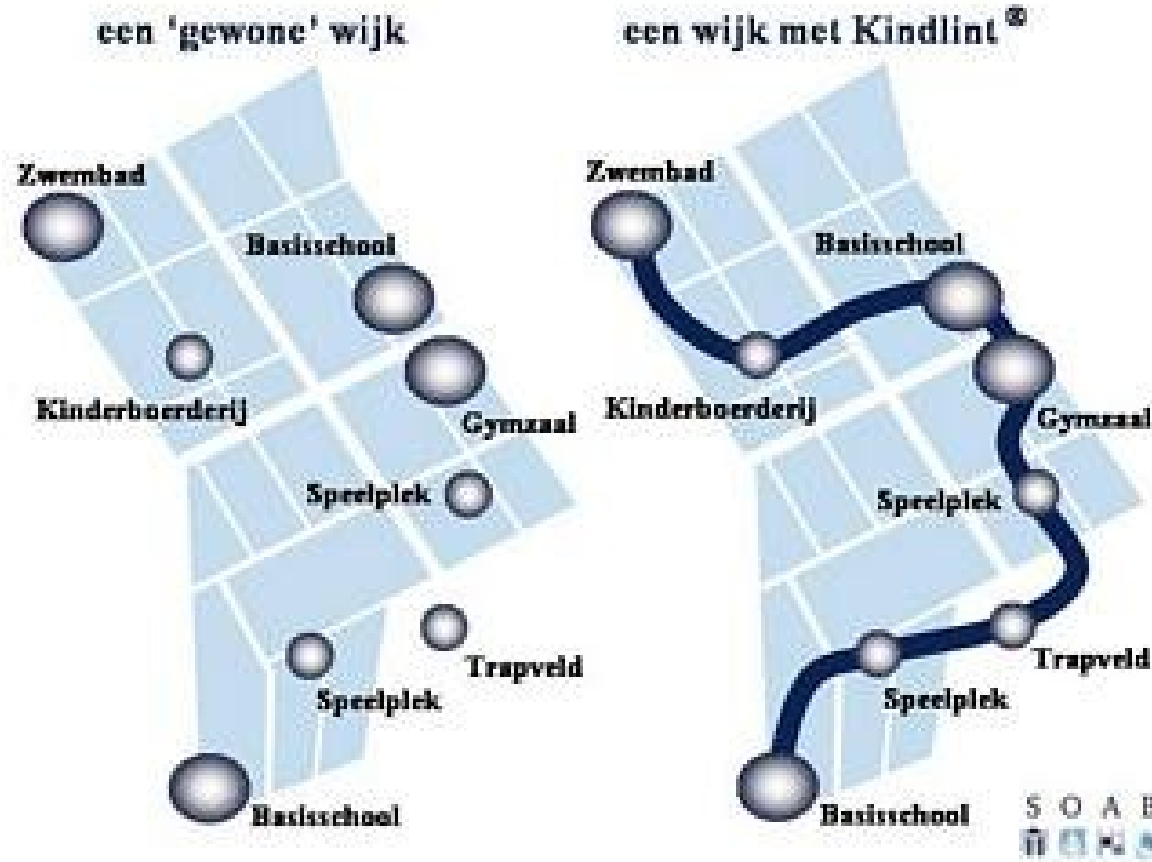 een 'gewone' wijk
Zwembad
Basisschool
Kinderboerderij
Gymzaal
Speelplek
Trapveld
Speelplek
Basisschool
een wijk met Kindlint ®
Zwembad
Basisschool
Kinderboerderij
Gymzaal
Speelplek
Trapveld
Speelplek
Basisschool
S O A B